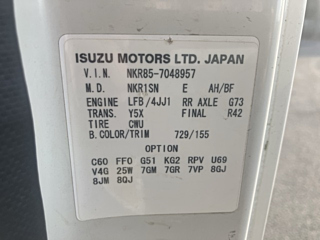 ISUZU MOTORS LTD. JAPAN
V.I.N. NKR85-7048957
M.D. NKR1SN E AH/BF
ENGINE LFB/4JJ1 RR AXLE G73
TRANS. Y5X FINAL R42
TIRE CWU
B.COLOR/TRIM 729/155
OPTION
C60 FF0 G51 KG2 RPV U69
V4G 25W 7GM 7GR 7VP 8GJ
8JM 8QJ